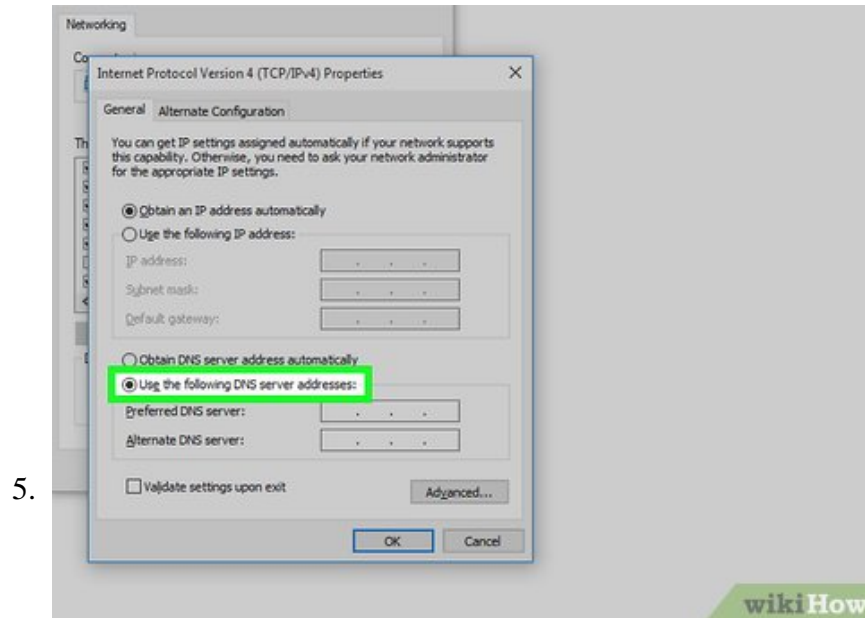 Networking
Internet Protocol Version 4 (TCP/IPv4) Properties
General Alternate Configuration
You can get IP settings assigned automatically if your network supports
this capability. Otherwise, you need to ask your network administrator
for the appropriate IP settings.
Obtain an IP address automatically
Use the following IP address:
IP address:
Subnet mask:
Default gateway:
Obtain DNS server address automatically
Use the following DNS server addresses:
Preferred DNS server:
Alternate DNS server:
5.
Validate settings upon exit
Advanced...
OK Cancel
wikiHow